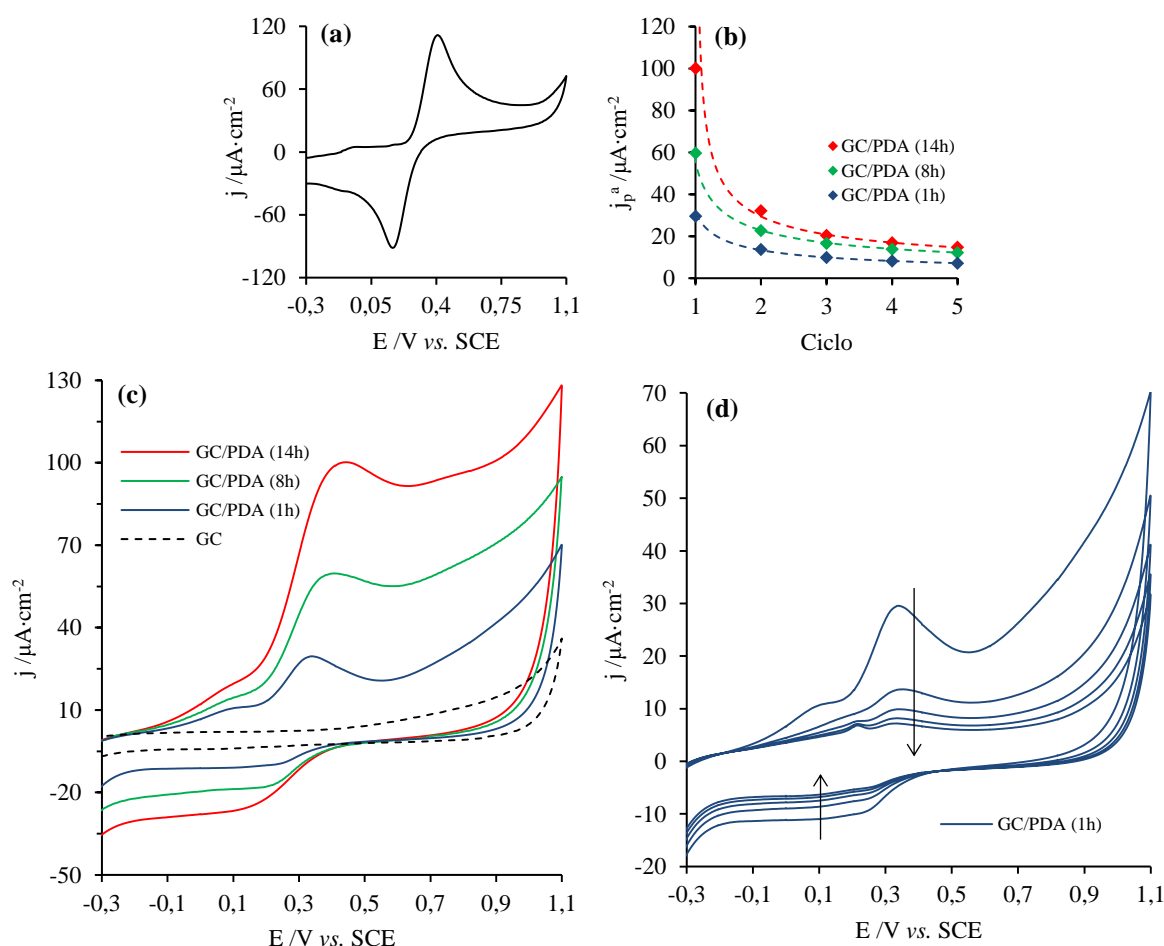 (a)
120
60
0
-60
-120
j /µA·cm-2
-0,3 0,05 0,4 0,75 1,1
E /V vs. SCE
(b)
100
80
60
40
20
0
jpa /µA·cm-2
GC/PDA (14h)
GC/PDA (8h)
GC/PDA (1h)
1 2 3 4 5
Ciclo
(c)
130
100
70
40
10
-20
-50
j /µA·cm-2
GC/PDA (14h)
GC/PDA (8h)
GC/PDA (1h)
GC
-0,3 -0,1 0,1 0,3 0,5 0,7 0,9 1,1
E /V vs. SCE
(d)
70
60
50
40
30
20
10
0
-10
-20
j /µA·cm-2
GC/PDA (1h)
-0,3 -0,1 0,1 0,3 0,5 0,7 0,9 1,1
E /V vs. SCE